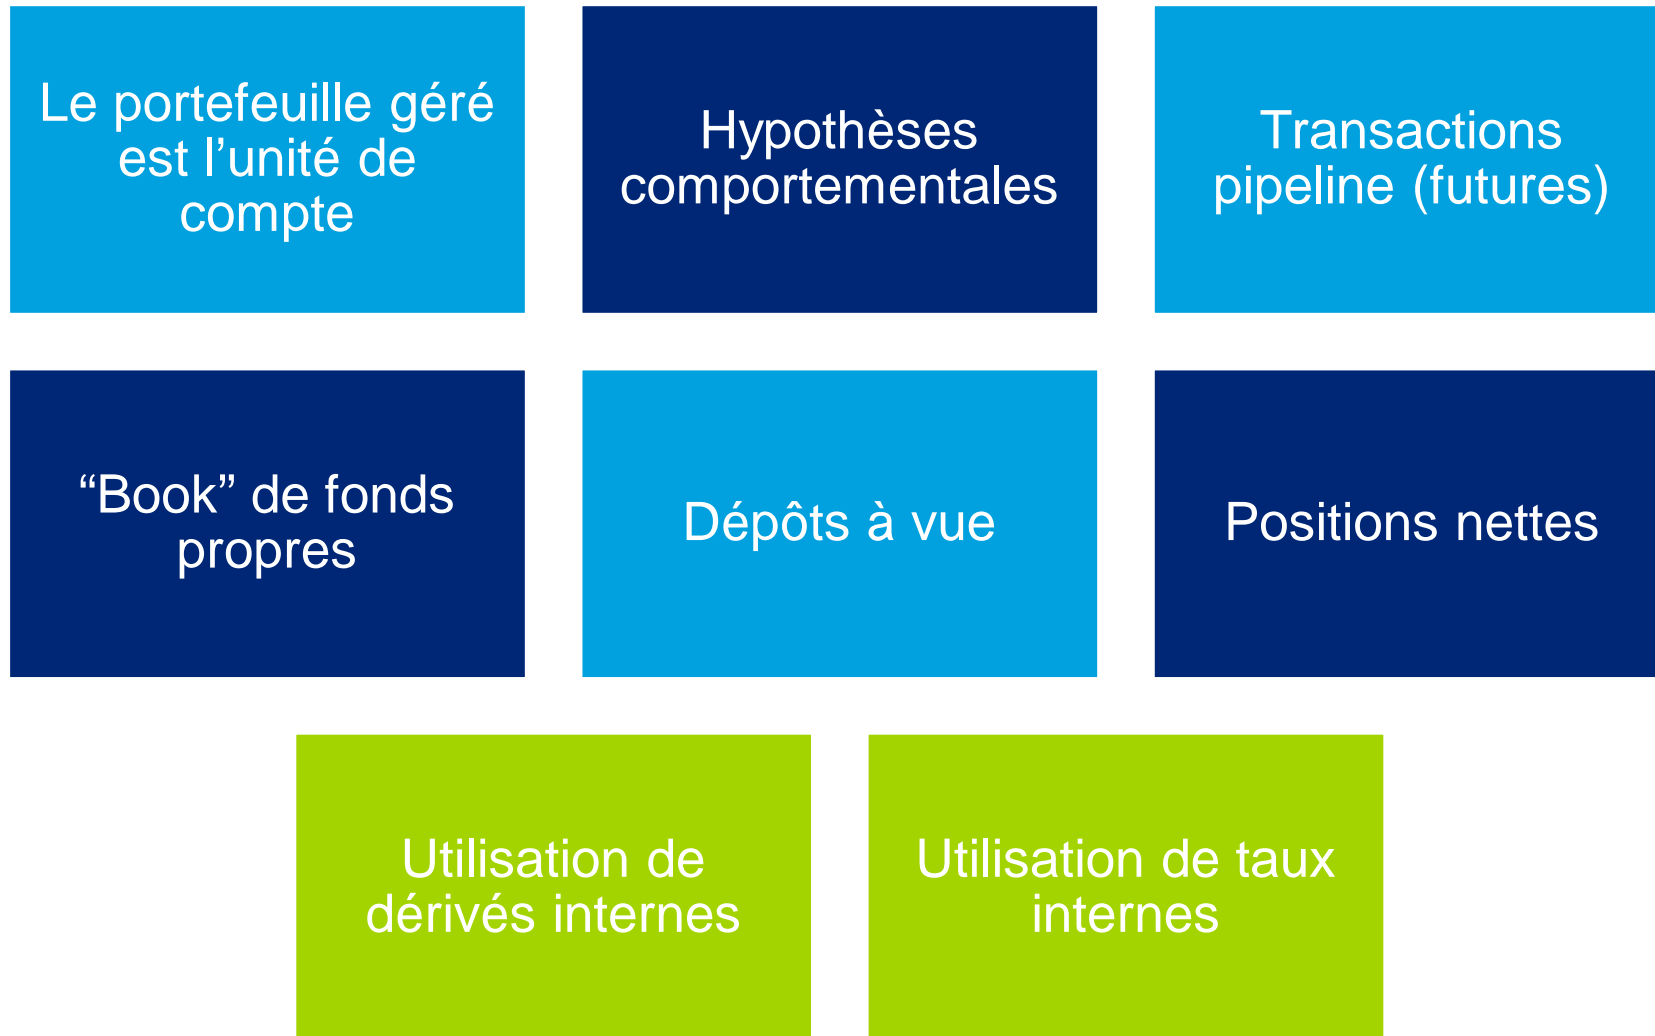 Le portefeuille géré
est l’unité de
compte
Hypothèses
comportementales
Transactions
pipeline (futures)
“Book” de fonds
propres
Dépôts à vue
Positions nettes
Utilisation de
dérivés internes
Utilisation de taux
internes